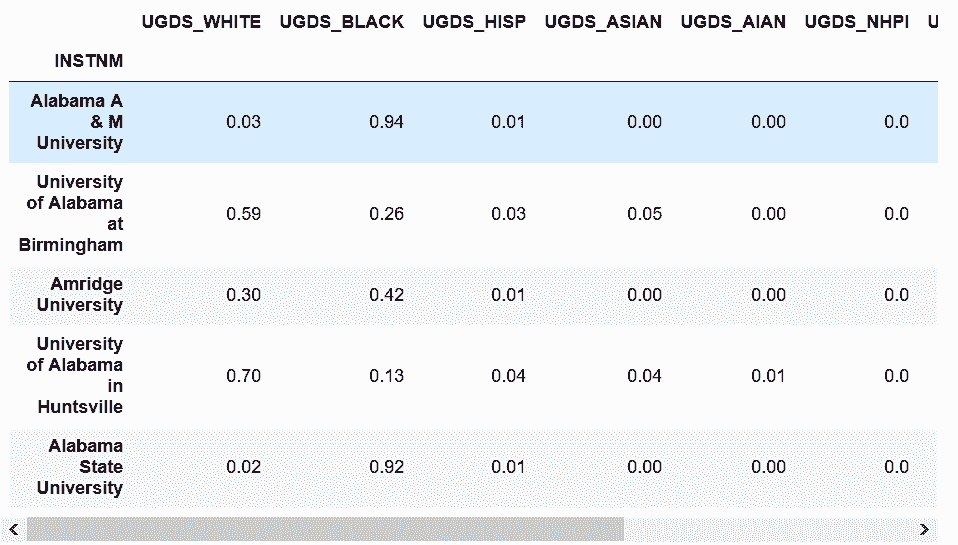 UGDS_WHITE UGDS_BLACK UGDS_HISP UGDS_ASIAN UGDS_AIAN UGDS_NHPI U
INSTNM
Alabama A
& M 0.03 0.94 0.01 0.00 0.00 0.0
University
University
of Alabama
at 0.59 0.26 0.03 0.05 0.00 0.0
Birmingham
Amridge
University 0.30 0.42 0.01 0.00 0.00 0.0
University
of Alabama
in 0.70 0.13 0.04 0.04 0.01 0.0
Huntsville
Alabama
State 0.02 0.92 0.01 0.00 0.00 0.0
University